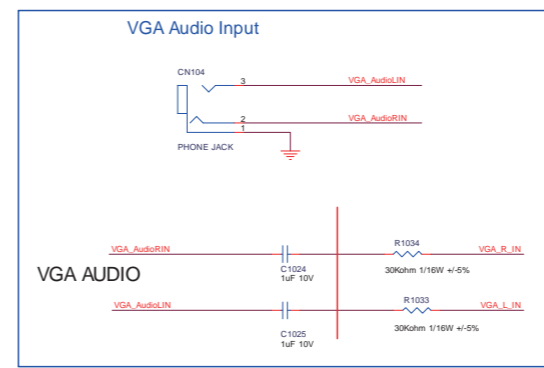 VGA Audio Input
CN104
3
VGA_AudioLIN
2
VGA_AudioRIN
1
PHONE JACK
VGA_AudioRIN
R1034
VGA_R_IN
C1024
1uF 10V
30Kohm 1/16W +/-5%
VGA AUDIO
VGA_AudioLIN
R1033
VGA_L_IN
C1025
1uF 10V
30Kohm 1/16W +/-5%